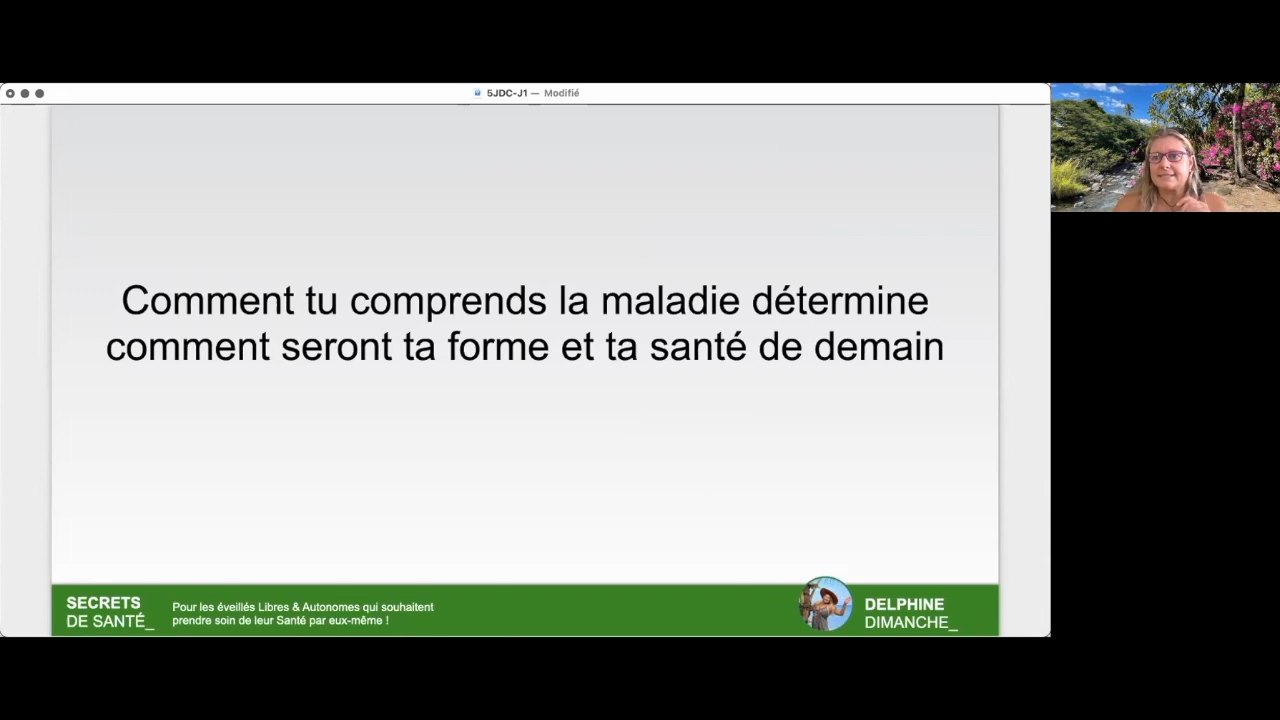 5JDC-J1 — Modifié
Comment tu comprends la maladie détermine
comment seront ta forme et ta santé de demain
SECRETS
DE SANTÉ_
Pour les éveillés Libres & Autonomes qui souhaitent
prendre soin de leur Santé par eux-même !
DELPHINE
DIMANCHE_